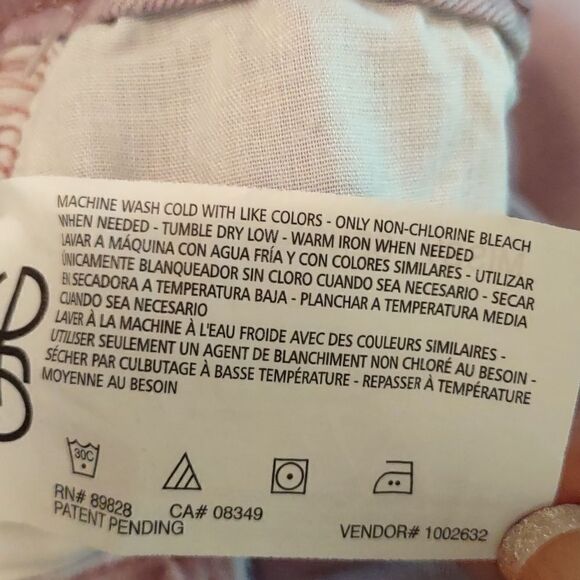 MACHINE WASH COLD WITH LIKE COLORS - ONLY NON-CHLORINE BLEACH
WHEN NEEDED - TUMBLE DRY LOW - WARM IRON WHEN NEEDED
LAVAR A MÁQUINA CON AGUA FRÍA Y CON COLORES SIMILARES - UTILIZAR
ÚNICAMENTE BLANQUEADOR SIN CLORO CUANDO SEA NECESARIO - SECAR
EN SECADORA A TEMPERATURA BAJA - PLANCHAR A TEMPERATURA MEDIA
CUANDO SEA NECESARIO
LAVER À LA MACHINE À L'EAU FROIDE AVEC DES COULEURS SIMILAIRES -
UTILISER SEULEMENT UN AGENT DE BLANCHIMENT NON CHLORÉ AU BESOIN -
SÉCHER PAR CULBUTAGE À BASSE TEMPÉRATURE - REPASSER À TEMPÉRATURE
MOYENNE AU BESOIN
30C
RN# 89828 CA# 08349
PATENT PENDING VENDOR# 1002632